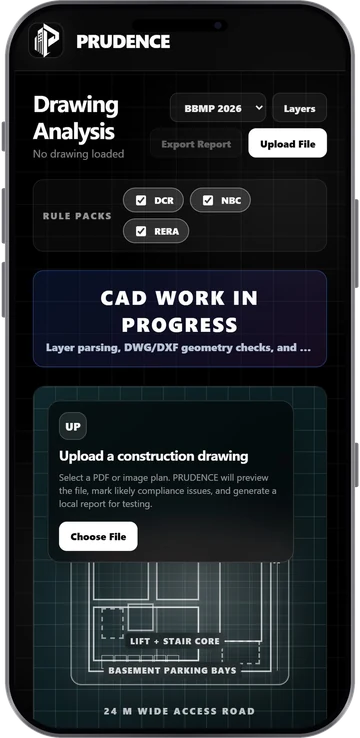 PRUDENCE
Drawing
Analysis
No drawing loaded
BBMP 2026
Layers
Export Report
Upload File
RULE PACKS
DCR
NBC
RERA
CAD WORK IN
PROGRESS
Layer parsing, DWG/DXF geometry checks, and ...
UP
Upload a construction drawing
Select a PDF or image plan. PRUDENCE will preview
the file, mark likely compliance issues, and generate a
local report for testing.
Choose File
LIFT + STAIR CORE
BASEMENT PARKING BAYS
24 M WIDE ACCESS ROAD